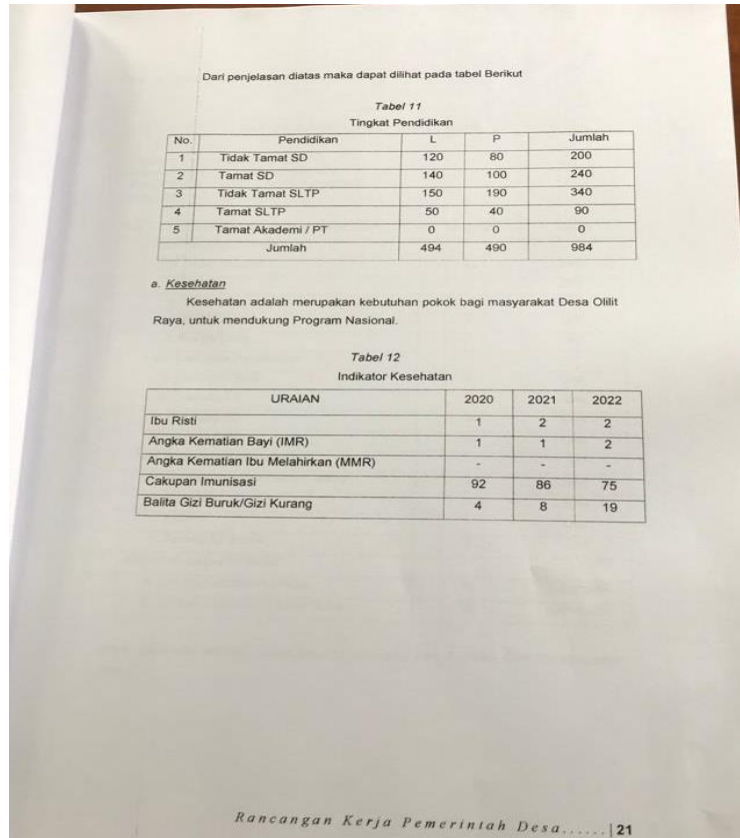 Dari penjelasan diatas maka dapat dilihat pada tabel Berikut
Tabel 11
Tingkat Pendidikan
No. Pendidikan L P Jumlah
1 Tidak Tamat SD 120 80 200
2 Tamat SD 140 100 240
3 Tidak Tamat SLTP 150 190 340
4 Tamat SLTP 50 40 90
5 Tamat Akademi / PT 0 0 0
Jumlah 494 490 984
a. Kesehatan
Kesehatan adalah merupakan kebutuhan pokok bagi masyarakat Desa Olilit
Raya, untuk mendukung Program Nasional.
Tabel 12
Indikator Kesehatan
URAIAN 2020 2021 2022
Ibu Risti 1 2 2
Angka Kematian Bayi (IMR) 1 1 2
Angka Kematian Ibu Melahirkan (MMR) - - -
Cakupan Imunisasi 92 86 75
Balita Gizi Buruk/Gizi Kurang 4 8 19
Rancangan Kerja Pemerintah Desa......|21